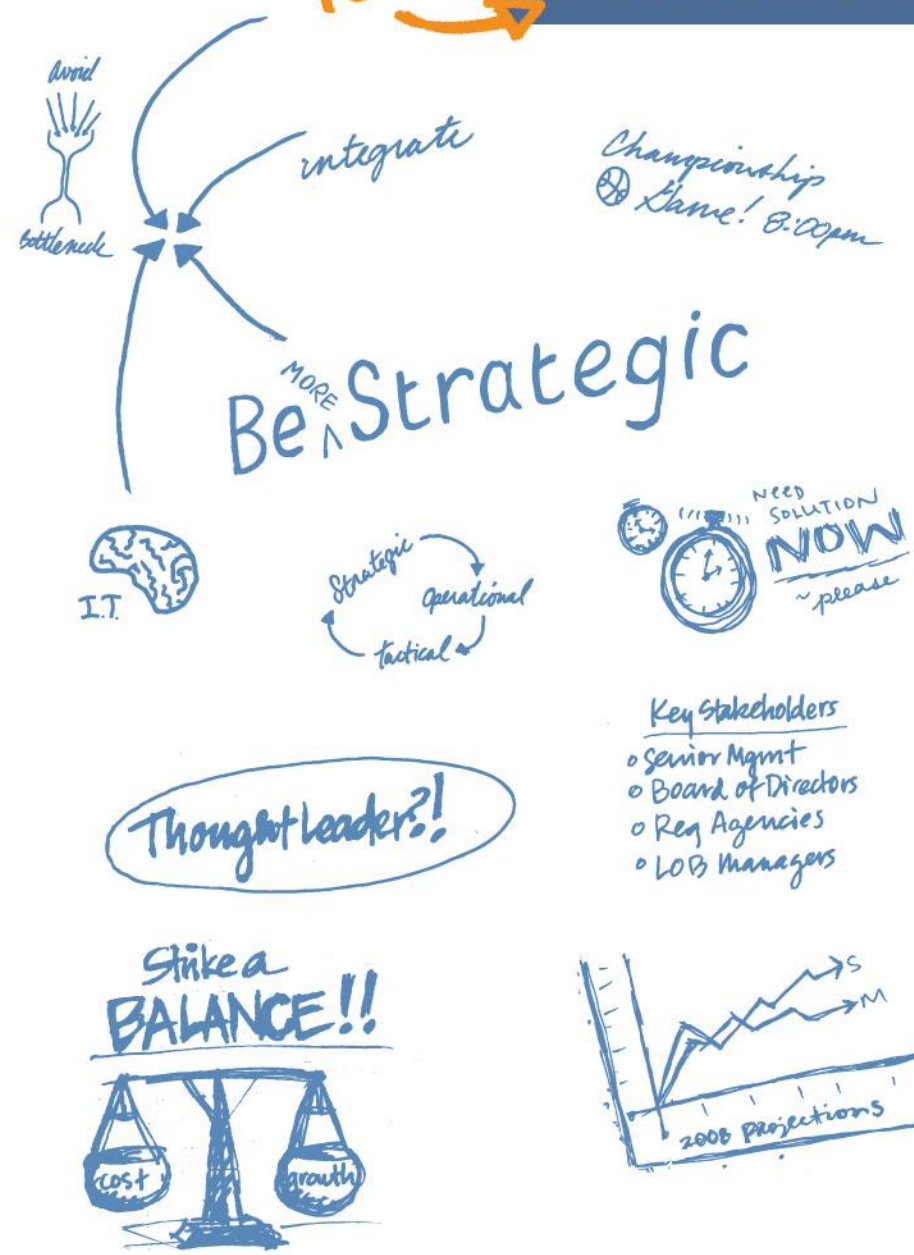 Avoid
Bottleneck
integrate
Championship
Game! 8:00pm
MORE
Be Strategic
I.T.
Strategic
Operational
Tactical
NEED
SOLUTION
NOW
~ please
Key Stakeholders
o Senior Mgmt
o Board of Directors
o Reg Agencies
o LOB Managers
Thought Leader?!
Strike a
BALANCE!!
cost
growth
S
M
2008 Projections